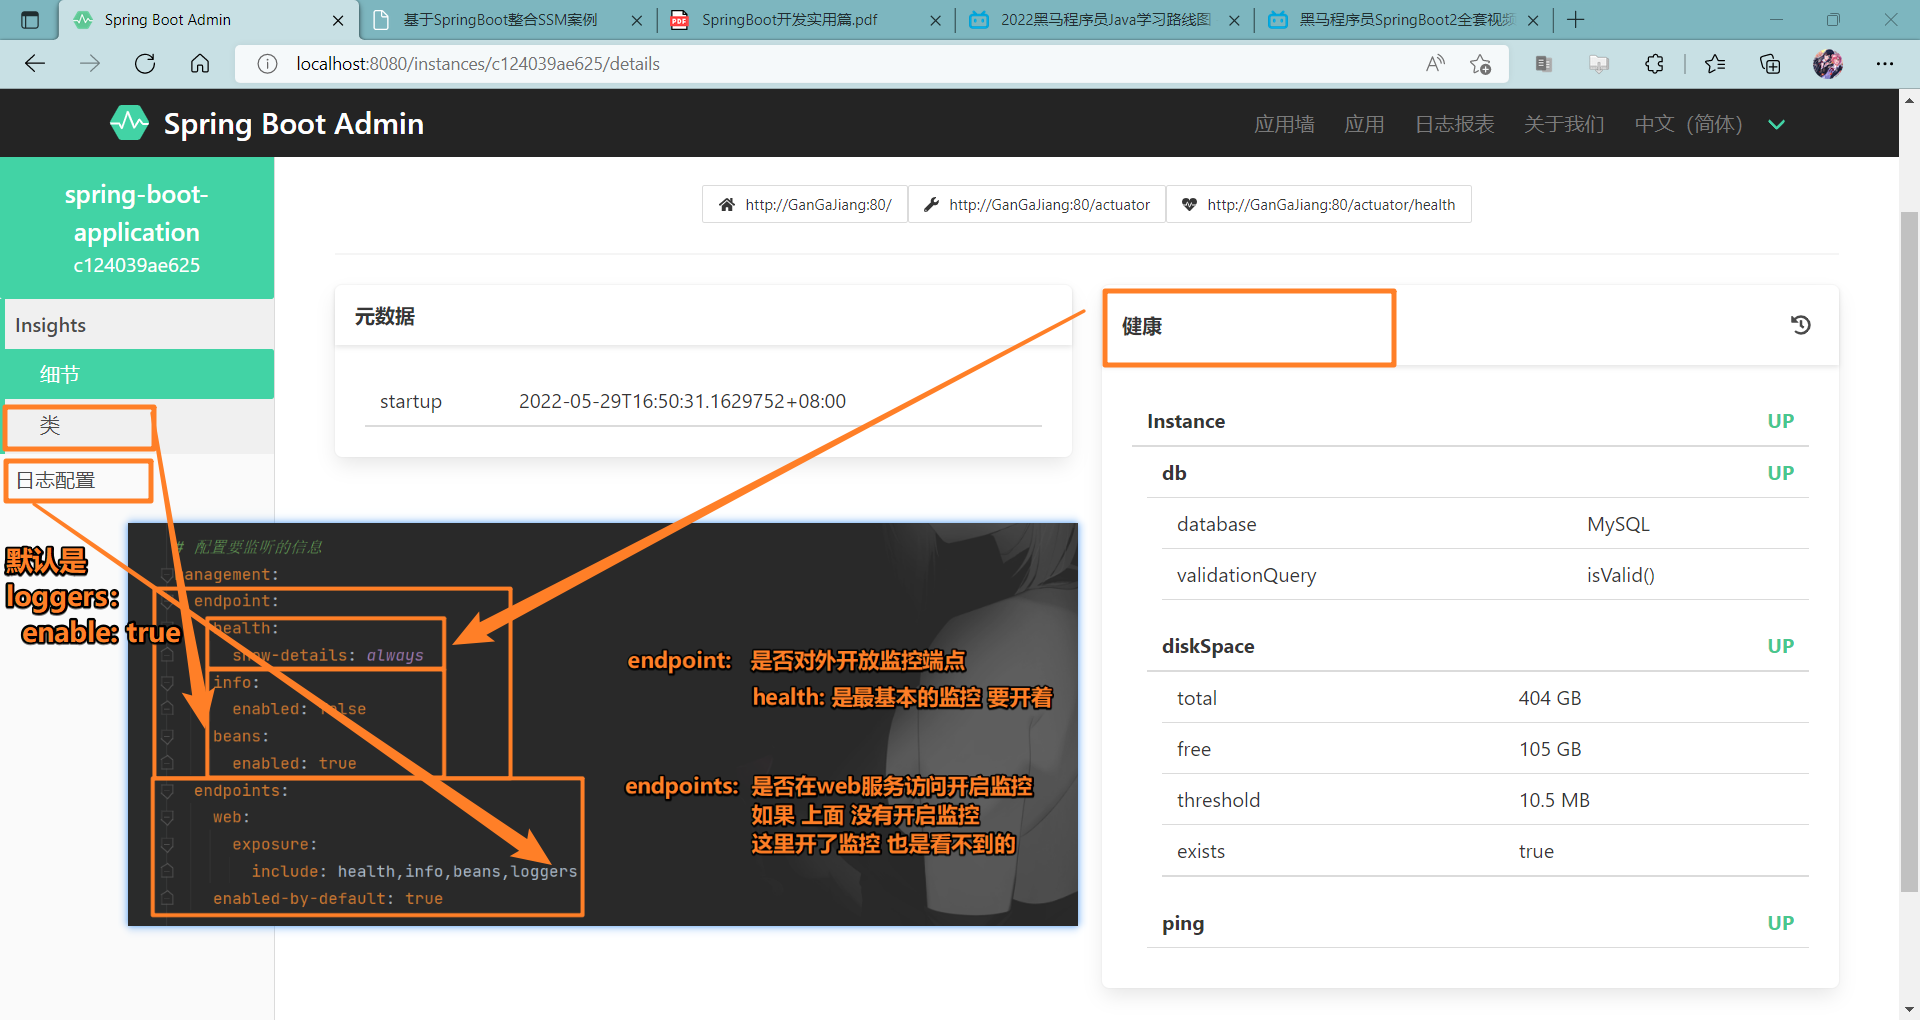 Spring Boot Admin
基于SpringBoot整合SSM案例
SpringBoot开发实用篇.pdf
2022黑马程序员Java学习路线图
黑马程序员SpringBoot2全套视频
localhost:8080/instances/c124039ae625/details
Spring Boot Admin
应用墙
应用
日志报表
关于我们
中文（简体）
spring-boot-
application
c124039ae625
http://GanGaJiang:80/
http://GanGaJiang:80/actuator
http://GanGaJiang:80/actuator/health
Insights
细节
类
日志配置
元数据
startup 2022-05-29T16:50:31.1629752+08:00
健康
Instance UP
db UP
database MySQL
validationQuery isValid()
diskSpace UP
total 404 GB
free 105 GB
threshold 10.5 MB
exists true
ping UP
默认是
loggers:
enable: true
# 配置要监听的信息
anagement:
endpoint:
health:
show-details: always
info:
enabled: false
beans:
enabled: true
endpoints:
web:
exposure:
include: health,info,beans,loggers
enabled-by-default: true
endpoint: 是否对外开放监控端点
health: 是最基本的监控 要开着
endpoints: 是否在web服务访问开启监控
如果 上面 没有开启监控
这里开了监控 也是看不到的